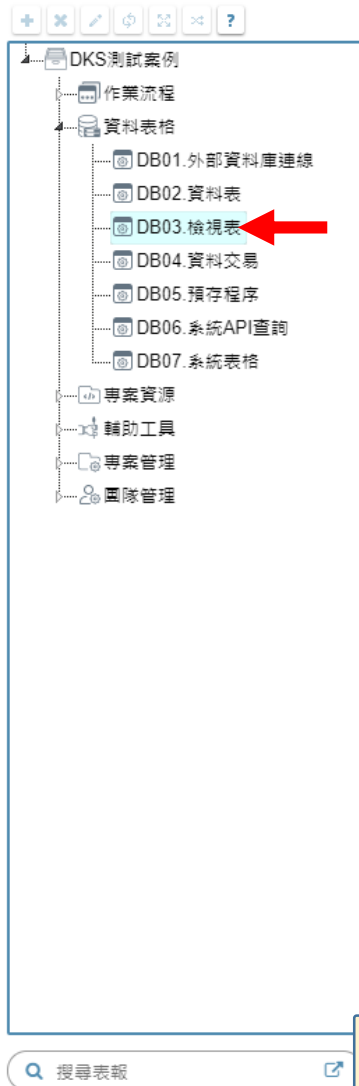 ?
DKS測試案例
作業流程
資料表格
DB01.外部資料庫連線
DB02.資料表
DB03.檢視表
DB04.資料交易
DB05.預存程序
DB06.系統API查詢
DB07.系統表格
專案資源
輔助工具
專案管理
團隊管理
搜尋表報